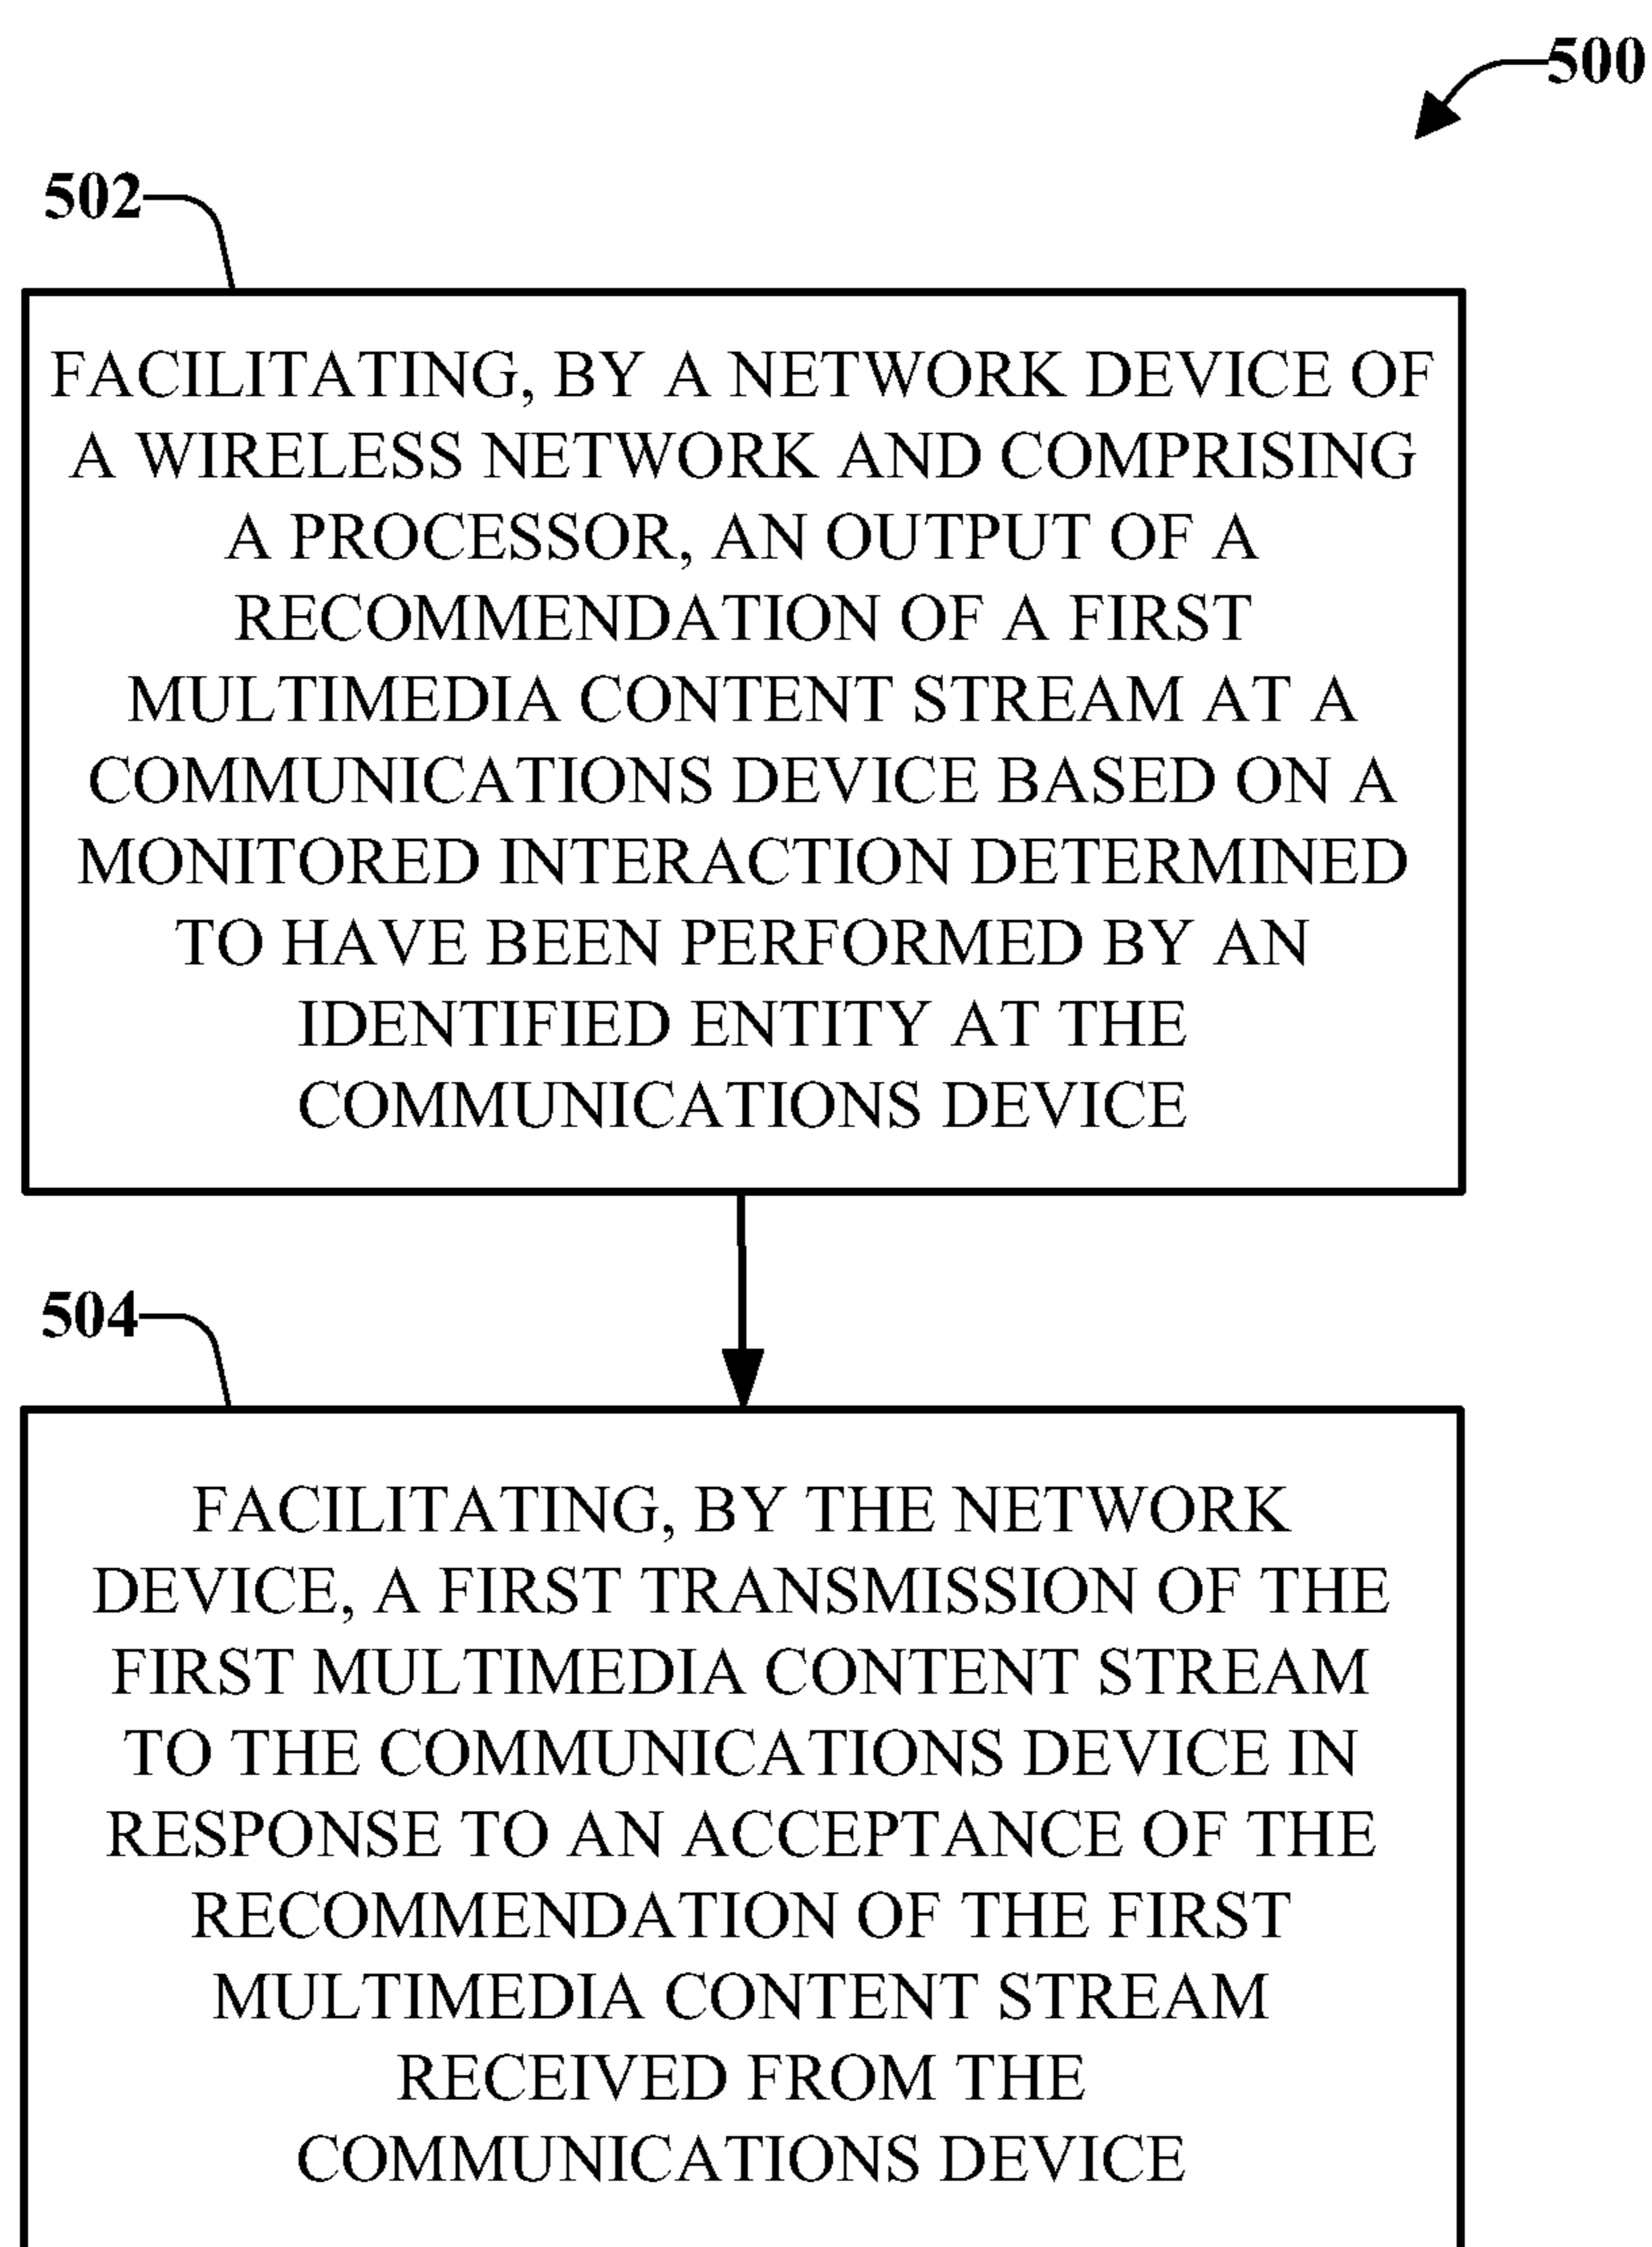 500
502
FACILITATING, BY A NETWORK DEVICE OF
A WIRELESS NETWORK AND COMPRISING
A PROCESSOR, AN OUTPUT OF A
RECOMMENDATION OF A FIRST
MULTIMEDIA CONTENT STREAM AT A
COMMUNICATIONS DEVICE BASED ON A
MONITORED INTERACTION DETERMINED
TO HAVE BEEN PERFORMED BY AN
IDENTIFIED ENTITY AT THE
COMMUNICATIONS DEVICE
504
FACILITATING, BY THE NETWORK
DEVICE, A FIRST TRANSMISSION OF THE
FIRST MULTIMEDIA CONTENT STREAM
TO THE COMMUNICATIONS DEVICE IN
RESPONSE TO AN ACCEPTANCE OF THE
RECOMMENDATION OF THE FIRST
MULTIMEDIA CONTENT STREAM
RECEIVED FROM THE
COMMUNICATIONS DEVICE